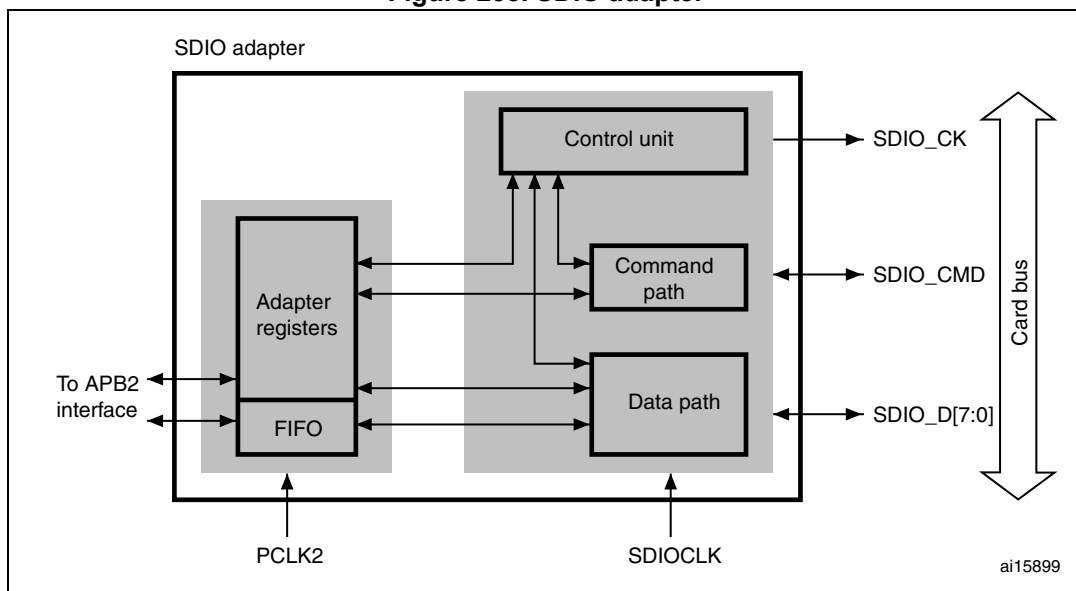 SDIO adapter
Control unit
SDIO_CK
Command
path
SDIO_CMD
Adapter
registers
Card bus
To APB2
interface
Data path
SDIO_D[7:0]
FIFO
PCLK2
SDIOCLK
ai15899